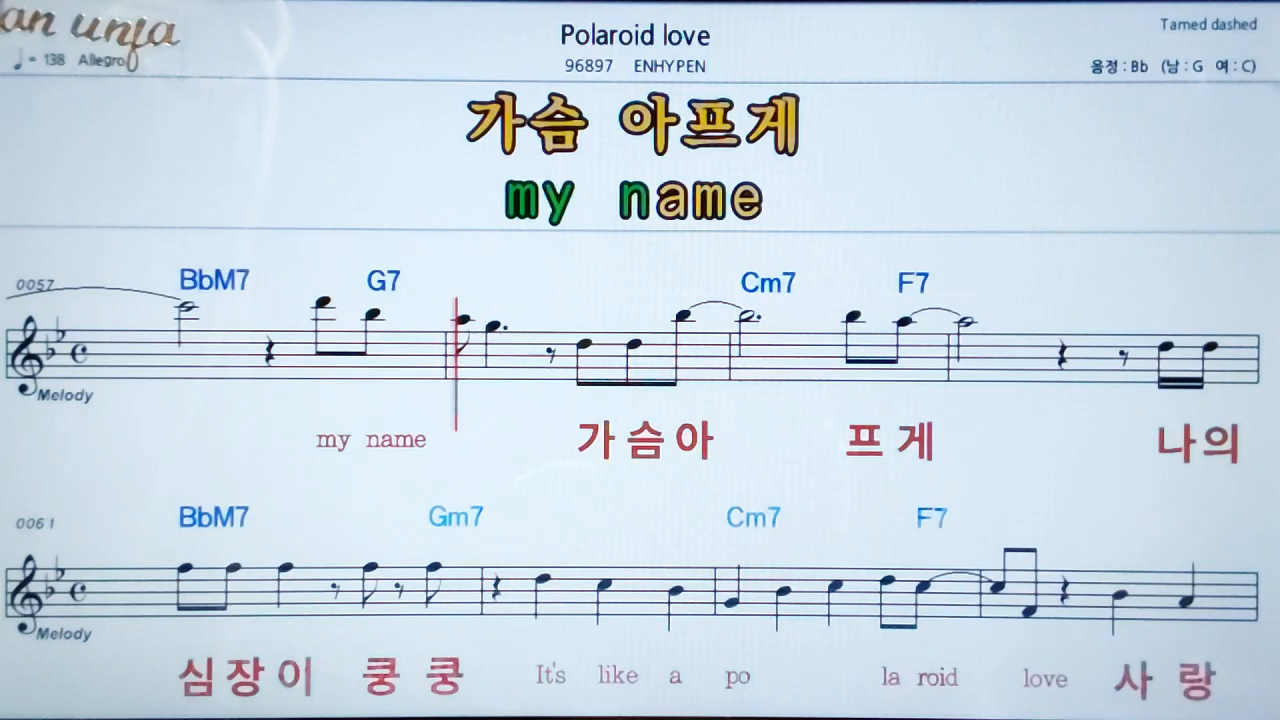 an unja
Polaroid love
Tamed dashed
♩ = 138 Allegro
96897 ENHYPEN
음정 : Bb (남 : G 여 : C)
가슴 아프게
my name
0057 BbM7 G7 Cm7 F7
Melody
my name 가슴아 프게 나의
0061 BbM7 Gm7 Cm7 F7
Melody
심장이 쿵 쿵 It's like a po la roid love 사 랑